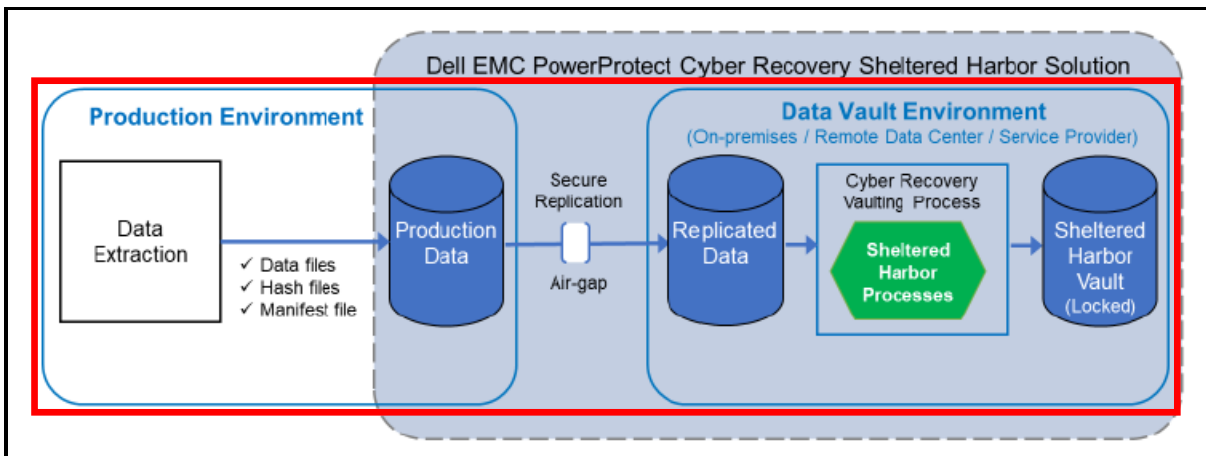 Dell EMC PowerProtect Cyber Recovery Sheltered Harbor Solution
Production Environment
Data
Extraction
✓ Data files
✓ Hash files
✓ Manifest file
Production
Data
Secure
Replication
Air-gap
Data Vault Environment
(On-premises / Remote Data Center / Service Provider)
Replicated
Data
Cyber Recovery
Vaulting Process
Sheltered
Harbor
Processes
Sheltered
Harbor
Vault
(Locked)